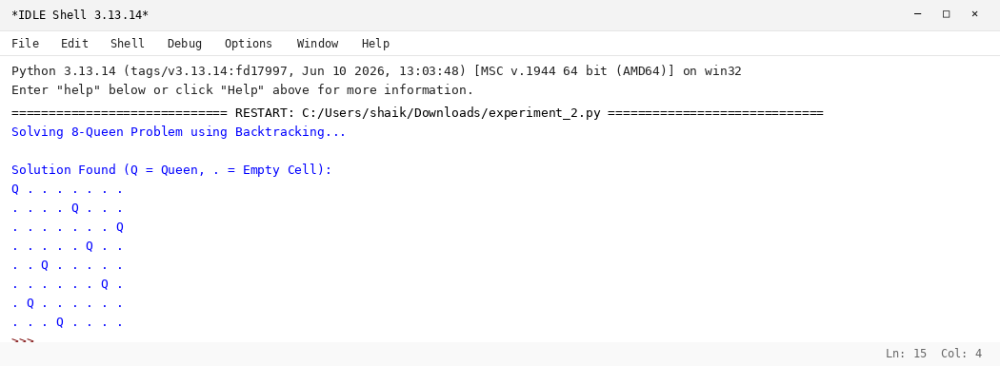 *IDLE Shell 3.13.14*
File Edit Shell Debug Options Window Help
Python 3.13.14 (tags/v3.13.14:fd17997, Jun 10 2026, 13:03:48) [MSC v.1944 64 bit (AMD64)] on win32
Enter "help" below or click "Help" above for more information.
============================= RESTART: C:/Users/shaik/Downloads/experiment_2.py =============================
Solving 8-Queen Problem using Backtracking...
Solution Found (Q = Queen, . = Empty Cell):
Q . . . . . . .
. . . . Q . . .
. . . . . . . Q
. . . . . Q . .
. . Q . . . . .
. . . . . . Q .
. Q . . . . . .
. . . Q . . . .
>>>
Ln: 15 Col: 4